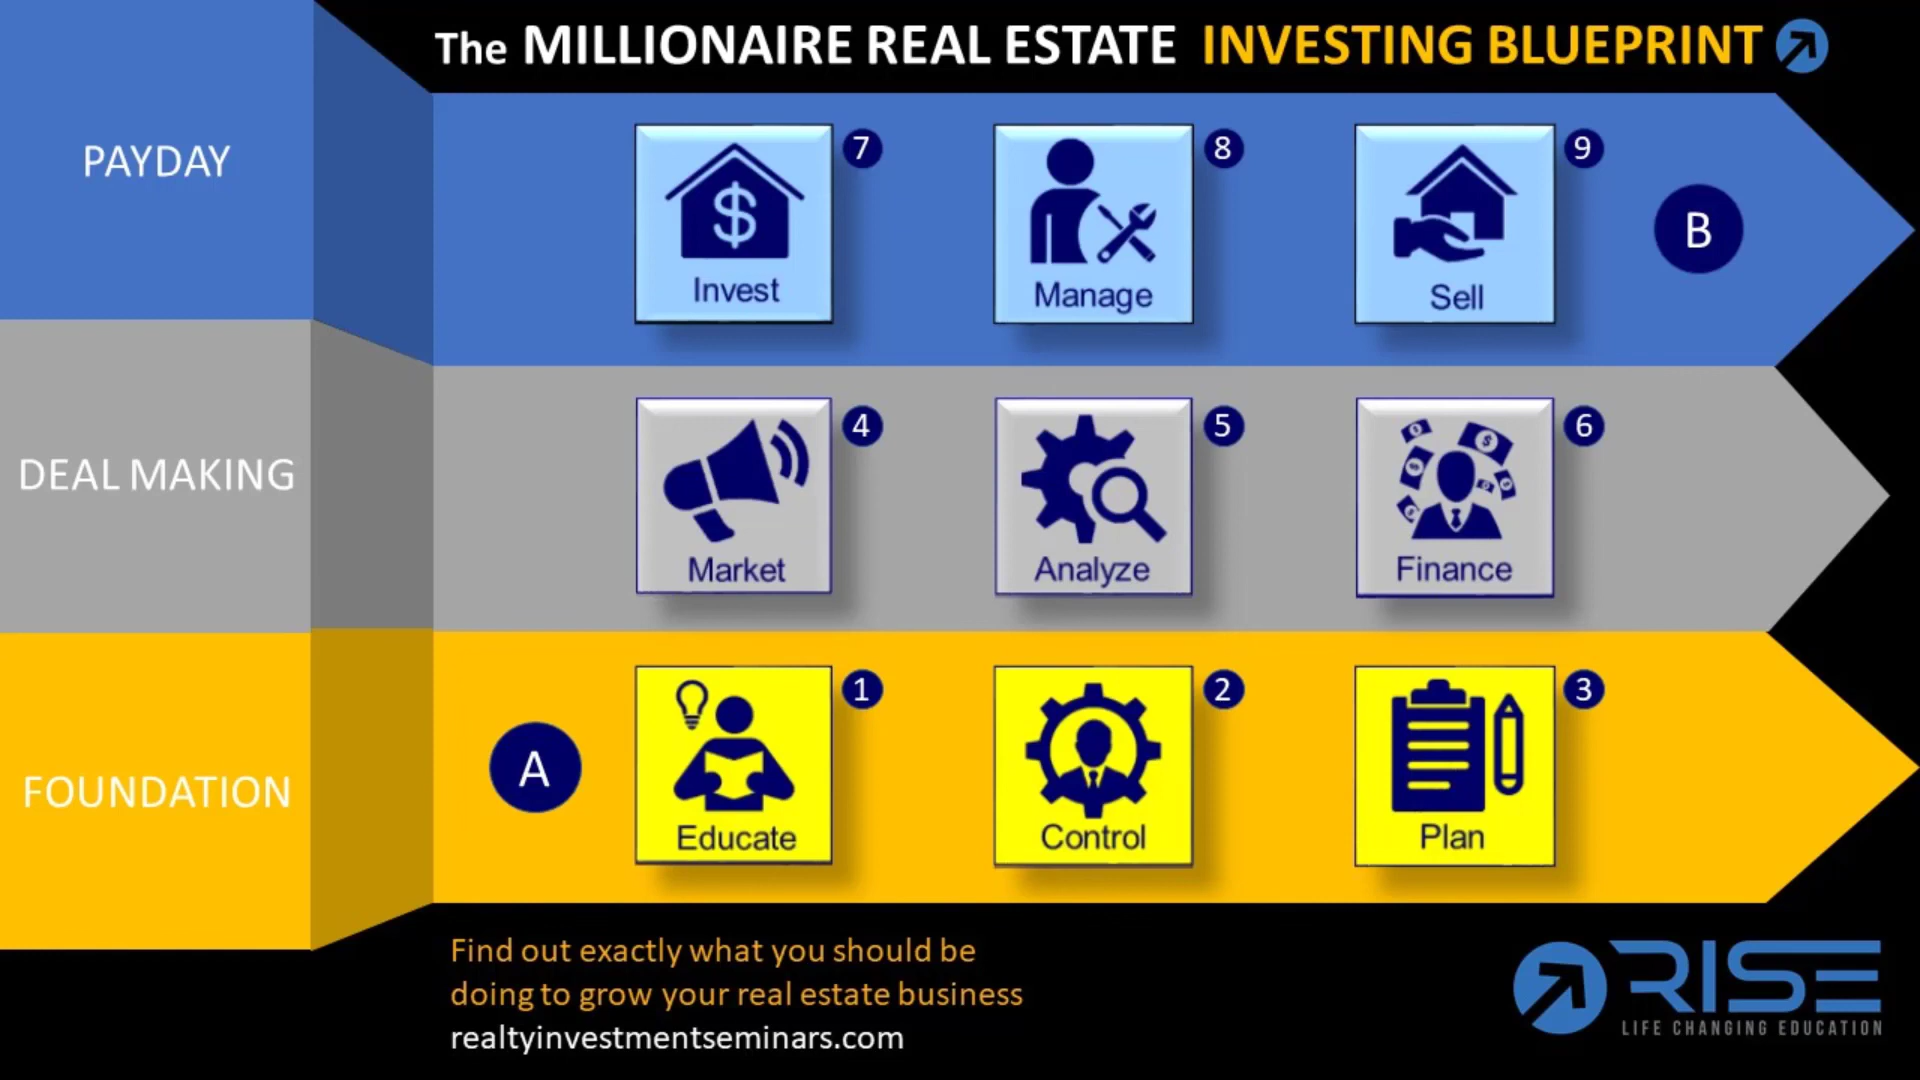 The MILLIONAIRE REAL ESTATE INVESTING BLUEPRINT
PAYDAY
7
8
9
$
Invest
Manage
Sell
B
DEAL MAKING
4
5
6
Market
Analyze
Finance
FOUNDATION
1
2
3
A
Educate
Control
Plan
Find out exactly what you should be
doing to grow your real estate business
realtyinvestmentseminars.com
RISE
LIFE CHANGING EDUCATION